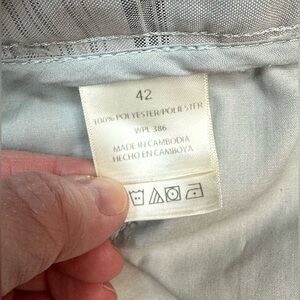 42
100% POLYESTER/POLIESTER
WPL 386
MADE IN CAMBODIA
HECHO EN CAMBOYA